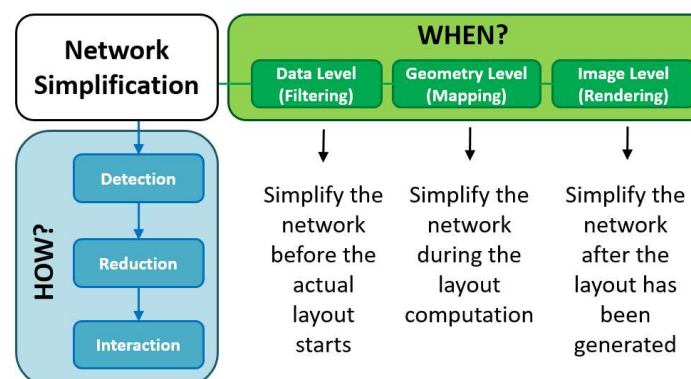 Network
Simplification
WHEN?
Data Level
(Filtering)
Geometry Level
(Mapping)
Image Level
(Rendering)
HOW?
Detection
Reduction
Interaction
Simplify the
network
before the
actual
layout
starts
Simplify the
network
during the
layout
computation
Simplify the
network
after the
layout has
been
generated